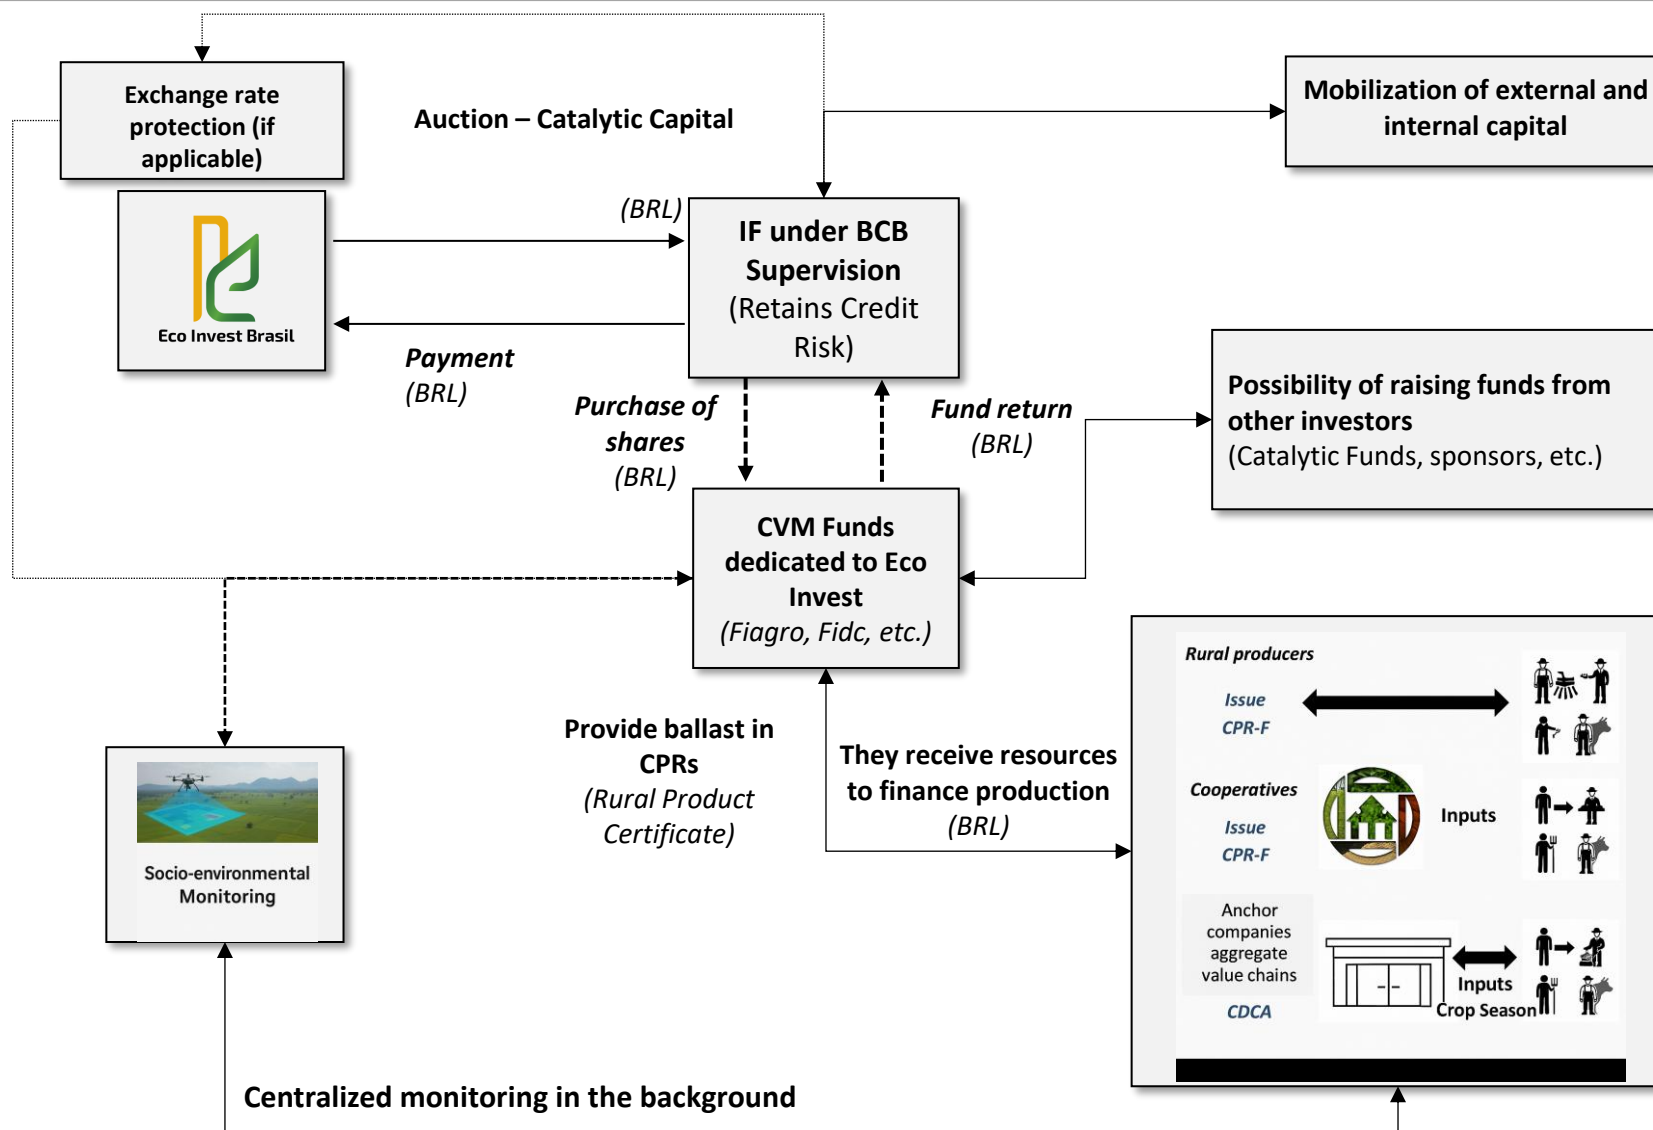 Exchange rate
protection (if
applicable)
Auction – Catalytic Capital
Mobilization of external and
internal capital
Eco Invest Brasil
(BRL)
Payment
(BRL)
IF under BCB
Supervision
(Retains Credit
Risk)
Purchase of
shares
(BRL)
Fund return
(BRL)
Possibility of raising funds from
other investors
(Catalytic Funds, sponsors, etc.)
CVM Funds
dedicated to Eco
Invest
(Fiagro, Fidc, etc.)
Socio-environmental
Monitoring
Provide ballast in
CPRs
(Rural Product
Certificate)
They receive resources
to finance production
(BRL)
Rural producers
Issue
CPR-F
Cooperatives
Issue
CPR-F
Inputs
Anchor
companies
aggregate
value chains
CDCA
Inputs
Crop Season
Centralized monitoring in the background